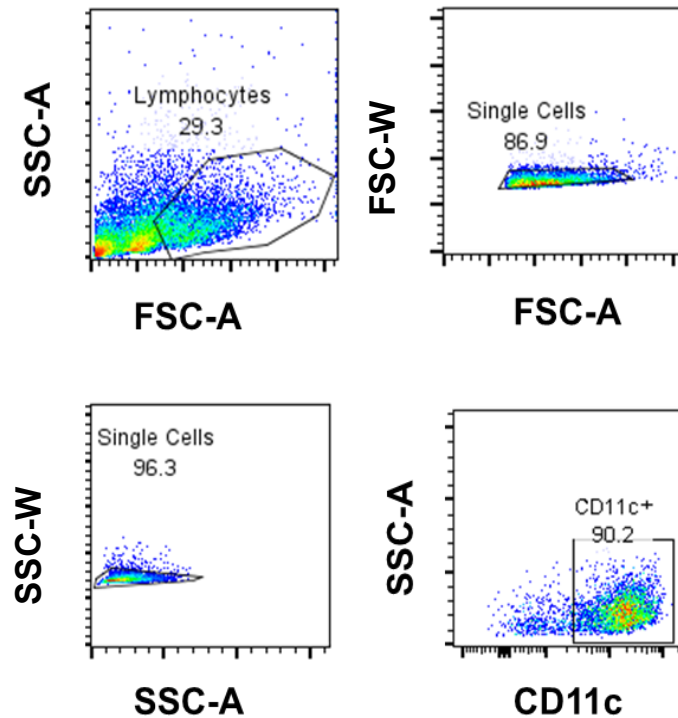 SSC-A
Lymphocytes
29.3
FSC-A
FSC-W
Single Cells
86.9
FSC-A
SSC-W
Single Cells
96.3
SSC-A
SSC-A
CD11c+
90.2
CD11c